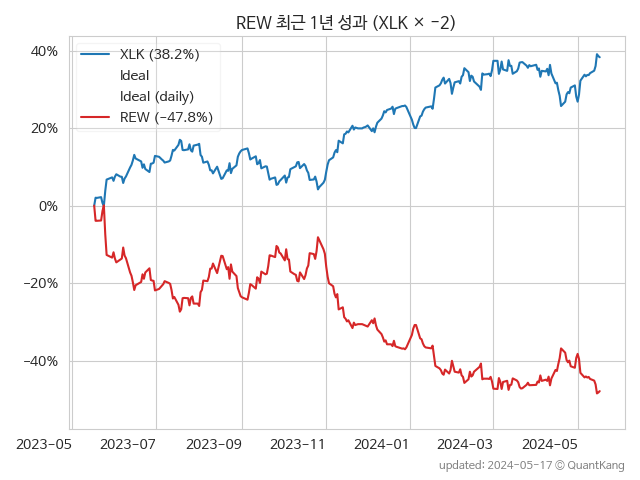 REW 최근 1년 성과 (XLK × -2)
40%
20%
0%
−20%
−40%
XLK (38.2%)
Ideal
Ideal (daily)
REW (−47.8%)
2023-05 2023-07 2023-09 2023-11 2024-01 2024-03 2024-05
updated: 2024-05-17 © QuantKang